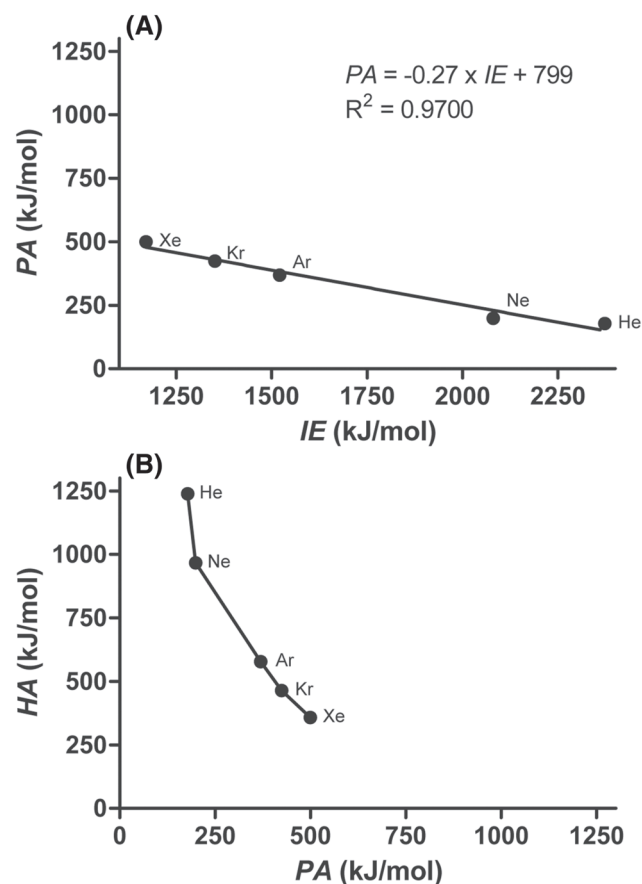 (A)
PA = -0.27 x IE + 799
R² = 0.9700
PA (kJ/mol)
1250
1000
750
500
250
0
Xe
Kr
Ar
Ne
He
1250 1500 1750 2000 2250
IE (kJ/mol)
(B)
HA (kJ/mol)
1250
1000
750
500
250
0
He
Ne
Ar
Kr
Xe
0 250 500 750 1000 1250
PA (kJ/mol)